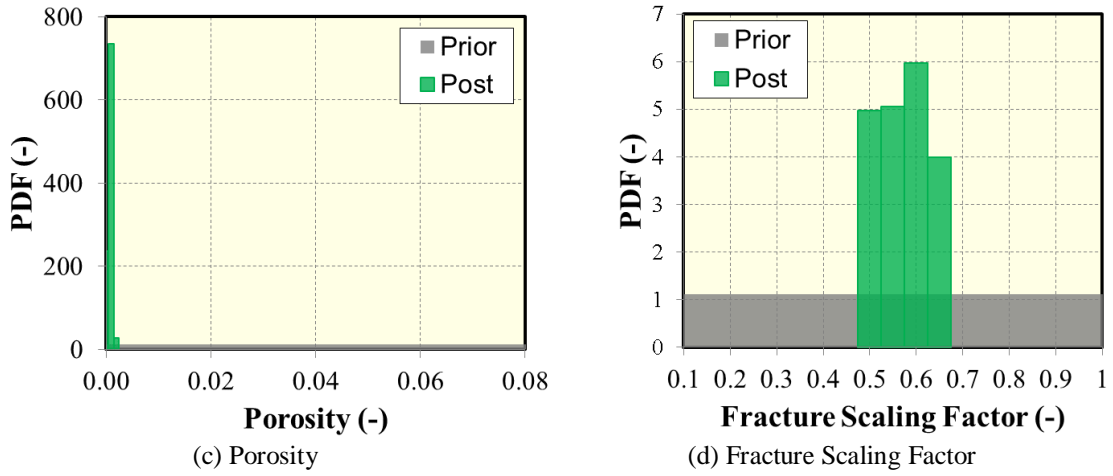 800
600
400
200
0
PDF (-)
Prior
Post
0.00 0.02 0.04 0.06 0.08
Porosity (-)
(c) Porosity
7
6
5
4
3
2
1
0
PDF (-)
Prior
Post
0.1 0.2 0.3 0.4 0.5 0.6 0.7 0.8 0.9 1
Fracture Scaling Factor (-)
(d) Fracture Scaling Factor